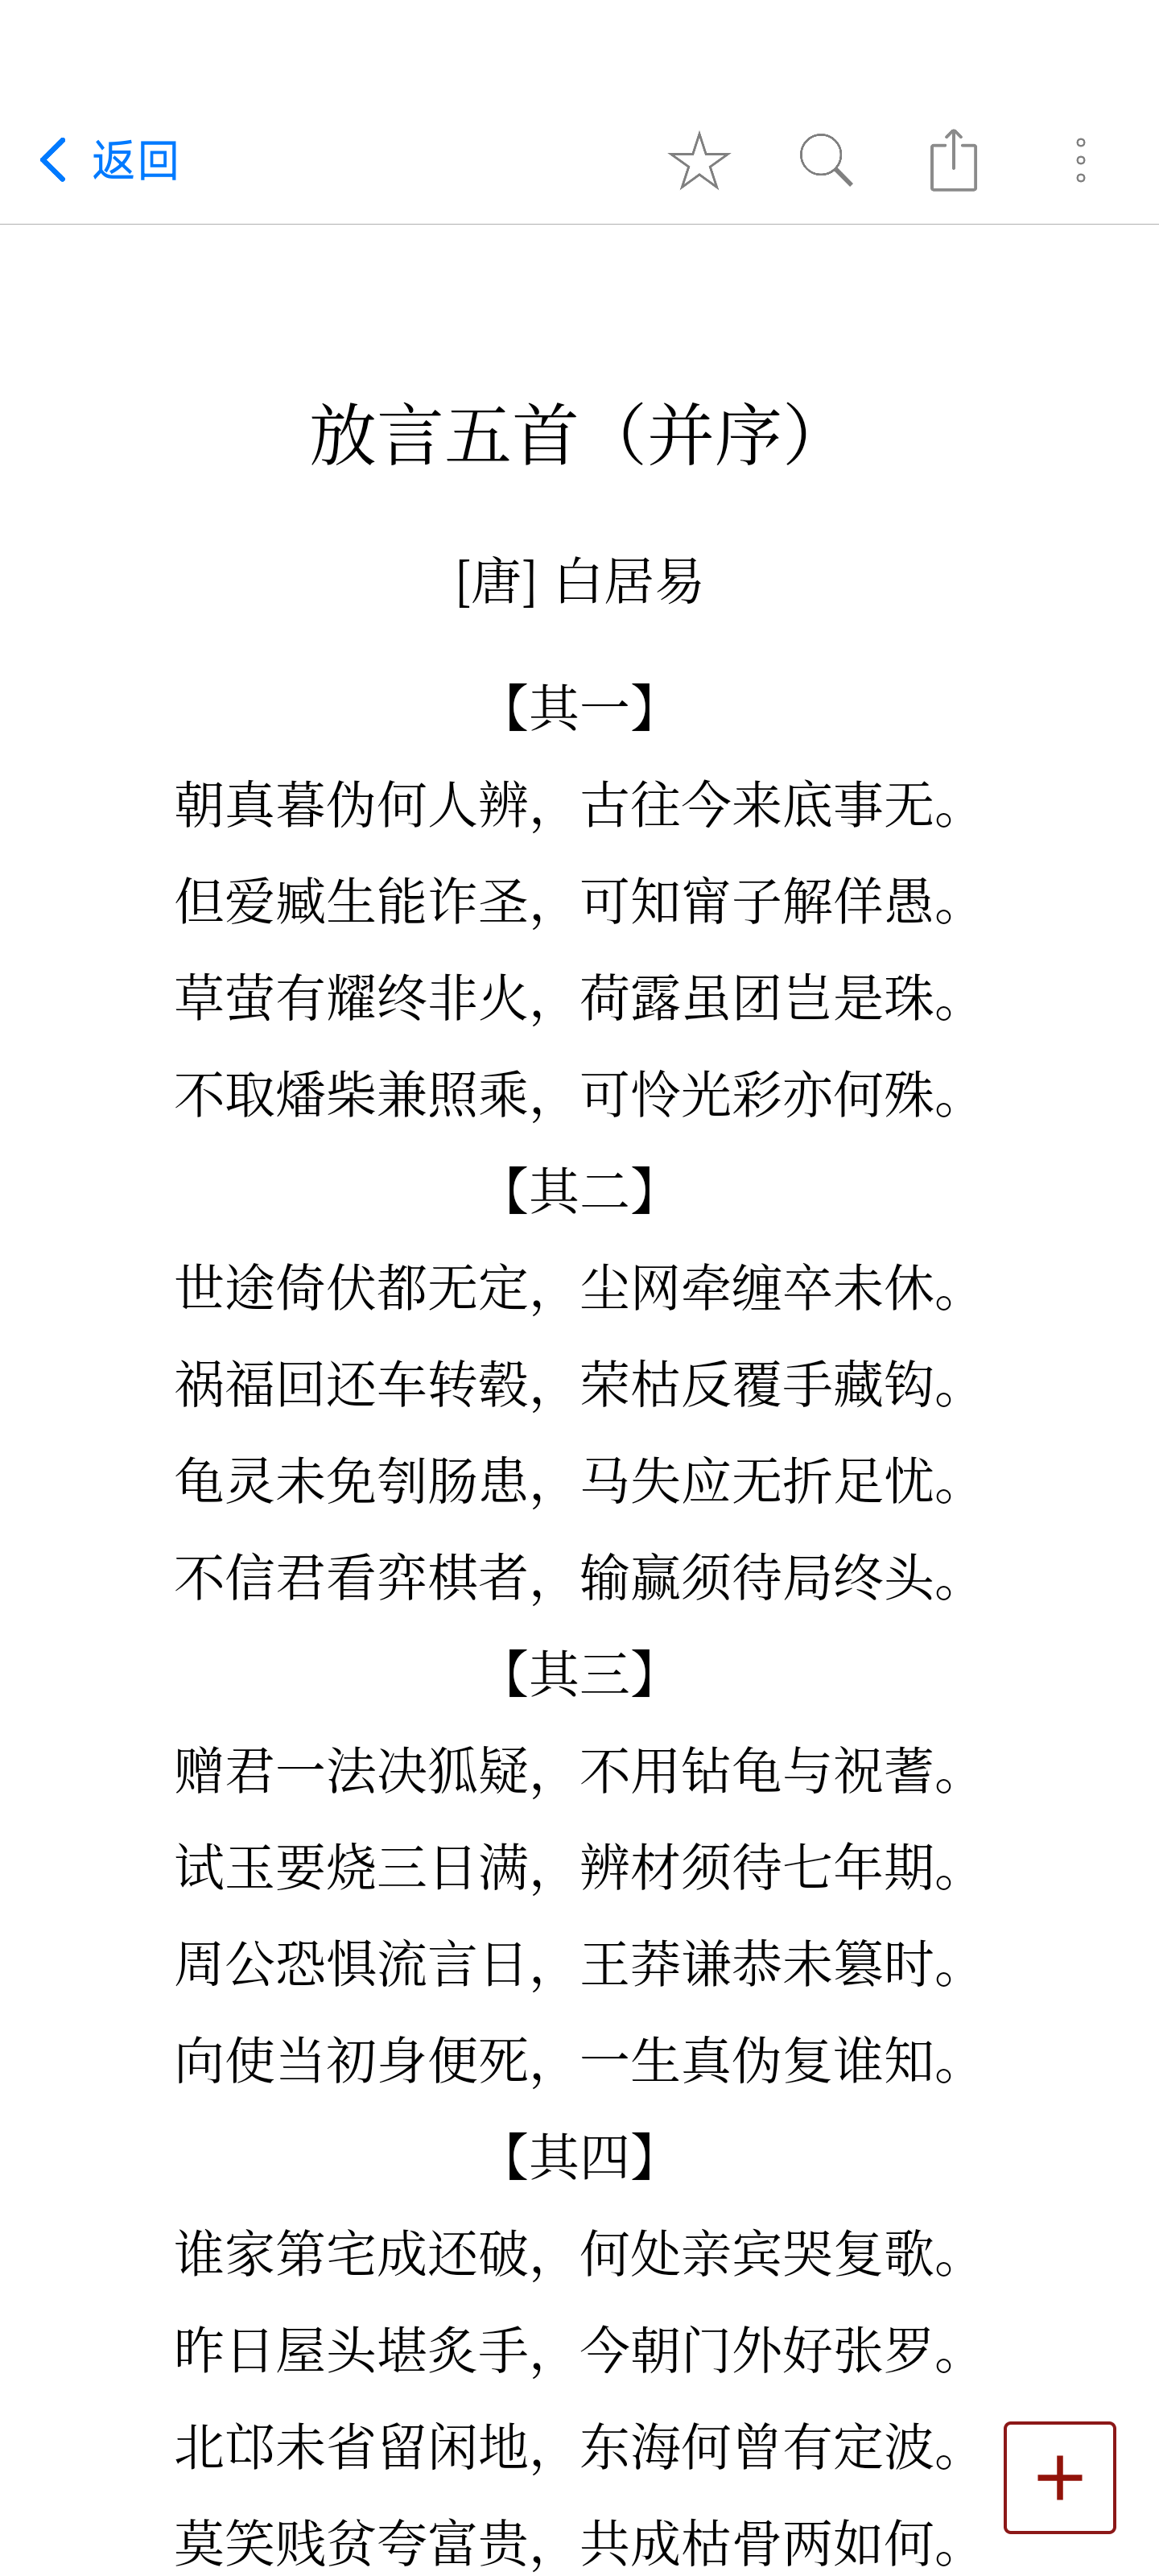 返回
放言五首（并序）
[唐] 白居易
【其一】
朝真暮伪何人辨，古往今来底事无。
但爱臧生能诈圣，可知甯子解佯愚。
草萤有耀终非火，荷露虽团岂是珠。
不取燔柴兼照乘，可怜光彩亦何殊。
【其二】
世途倚伏都无定，尘网牵缠卒未休。
祸福回还车转毂，荣枯反覆手藏钩。
龟灵未免刳肠患，马失应无折足忧。
不信君看弈棋者，输赢须待局终头。
【其三】
赠君一法决狐疑，不用钻龟与祝蓍。
试玉要烧三日满，辨材须待七年期。
周公恐惧流言日，王莽谦恭未篡时。
向使当初身便死，一生真伪复谁知。
【其四】
谁家第宅成还破，何处亲宾哭复歌。
昨日屋头堪炙手，今朝门外好张罗。
北邙未省留闲地，东海何曾有定波。
莫笑贱贫夸富贵，共成枯骨两如何。